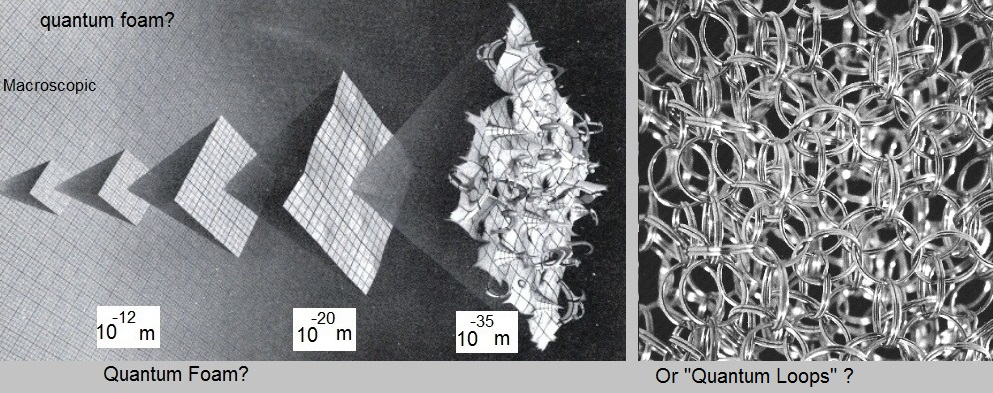 quantum foam?
Macroscopic
10^-12 m
10^-20 m
10^-35 m
Quantum Foam?
Or "Quantum Loops" ?